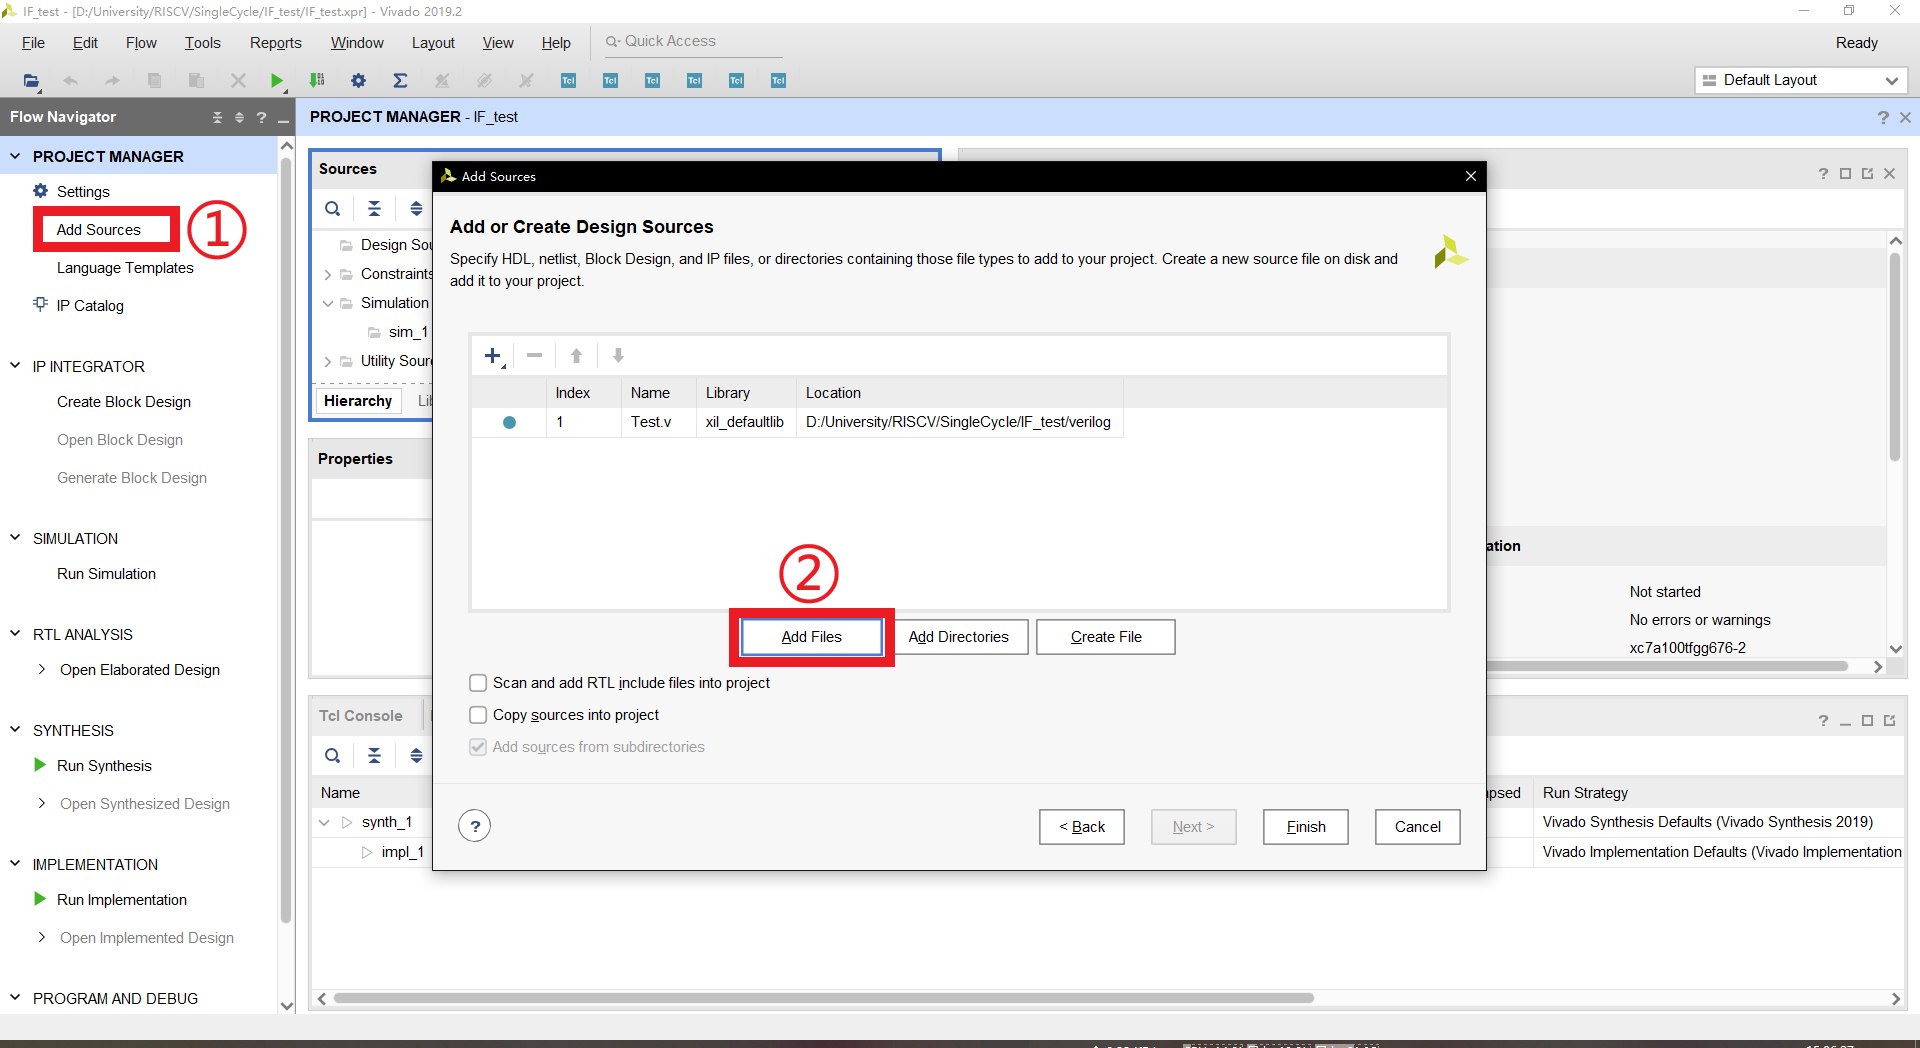 IF_test - [D:/University/RISCV/SingleCycle/IF_test/IF_test.xpr] - Vivado 2019.2
File Edit Flow Tools Reports Window Layout View Help Quick Access Ready
Tcl Tcl Tcl Tcl Tcl Tcl Default Layout
Flow Navigator ? PROJECT MANAGER - IF_test ?
PROJECT MANAGER
Settings
Add Sources
①
Language Templates
IP Catalog
IP INTEGRATOR
Create Block Design
Open Block Design
Generate Block Design
SIMULATION
Run Simulation
RTL ANALYSIS
Open Elaborated Design
SYNTHESIS
Run Synthesis
Open Synthesized Design
IMPLEMENTATION
Run Implementation
Open Implemented Design
PROGRAM AND DEBUG
Sources
Design Sou
Constraints
Simulation
sim_1
Utility Sour
Hierarchy Lib
Properties
Add Sources
Add or Create Design Sources
Specify HDL, netlist, Block Design, and IP files, or directories containing those file types to add to your project. Create a new source file on disk and
add it to your project.
Index Name Library Location
1 Test.v xil_defaultlib D:/University/RISCV/SingleCycle/IF_test/verilog
②
Add Files Add Directories Create File
Scan and add RTL include files into project
Copy sources into project
Add sources from subdirectories
? < Back Next > Finish Cancel
?
ation
Not started
No errors or warnings
xc7a100tfgg676-2
Tcl Console
?
Name
synth_1
impl_1
psed Run Strategy
Vivado Synthesis Defaults (Vivado Synthesis 2019)
Vivado Implementation Defaults (Vivado Implementation